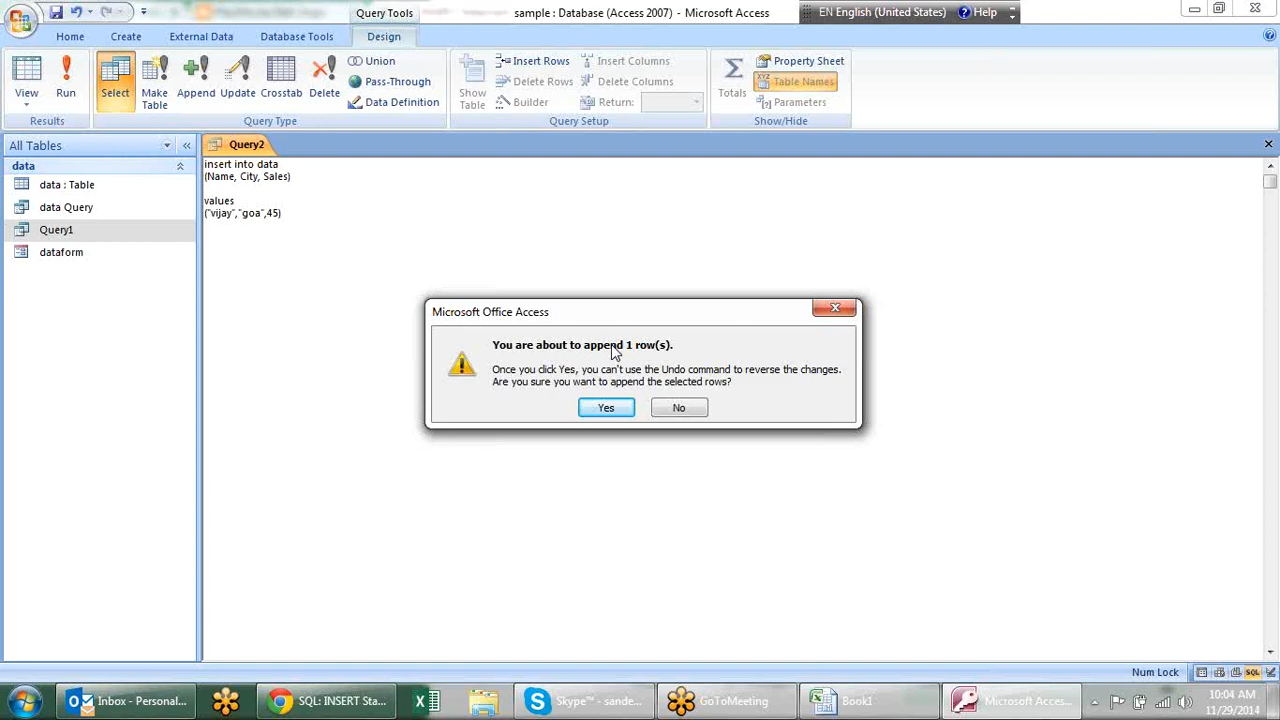 Query Tools
sample : Database (Access 2007) - Microsoft Access
EN English (United States)
Help
Home
Create
External Data
Database Tools
Design
View
Run
Select
Make Table
Append
Update
Crosstab
Delete
Union
Pass-Through
Data Definition
Show Table
Insert Rows
Delete Rows
Builder
Insert Columns
Delete Columns
Return:
Totals
Property Sheet
XYZ
Table Names
Parameters
Results
Query Type
Query Setup
Show/Hide
All Tables
data
data : Table
data Query
Query1
dataform
Query2
insert into data
(Name, City, Sales)
values
("vijay","goa",45)
Microsoft Office Access
You are about to append 1 row(s).
Once you click Yes, you can't use the Undo command to reverse the changes.
Are you sure you want to append the selected rows?
Yes
No
Num Lock
SQL
Inbox - Personal...
SQL: INSERT Sta...
Skype™ - sande...
GoToMeeting
Book1
Microsoft Acces...
10:04 AM
11/29/2014